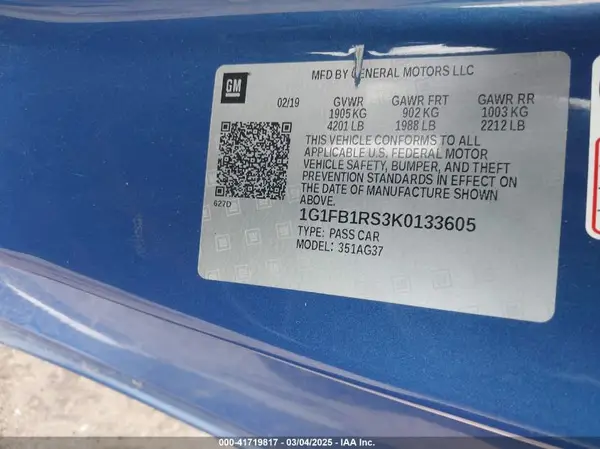 MFD BY GENERAL MOTORS LLC
GM
02/19 GVWR GAWR FRT GAWR RR
1905 KG 902 KG 1003 KG
4201 LB 1988 LB 2212 LB
THIS VEHICLE CONFORMS TO ALL
APPLICABLE U.S. FEDERAL MOTOR
VEHICLE SAFETY, BUMPER, AND THEFT
PREVENTION STANDARDS IN EFFECT ON
THE DATE OF MANUFACTURE SHOWN
ABOVE.
627D
1G1FB1RS3K0133605
TYPE: PASS CAR
MODEL: 351AG37
00-41719817 - 03/04/2025 - IAA Inc.